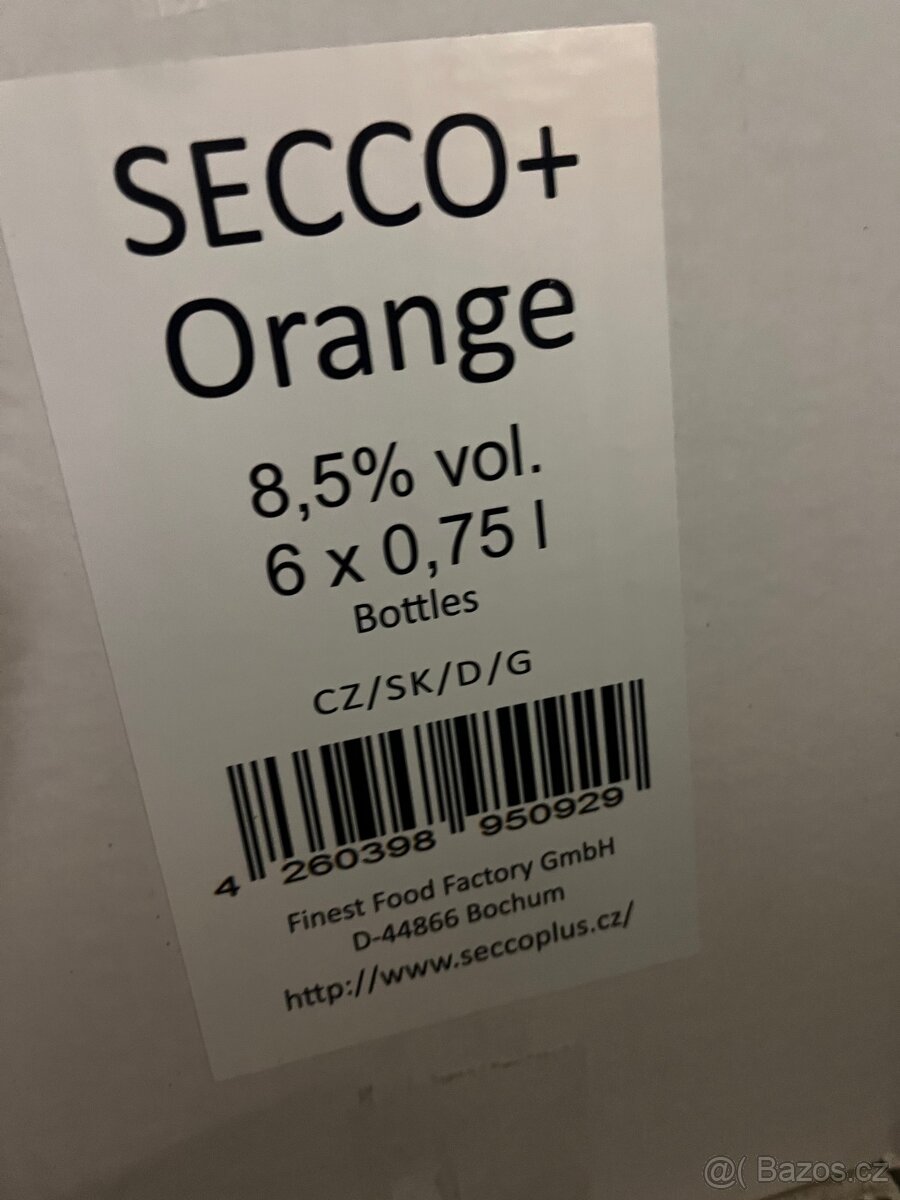 SECCO+
Orange
8,5% vol.
6 x 0,75 l
Bottles
CZ/SK/D/G
4 260398 950929
Finest Food Factory GmbH
D-44866 Bochum
http://www.seccoplus.cz/
@( Bazos.cz